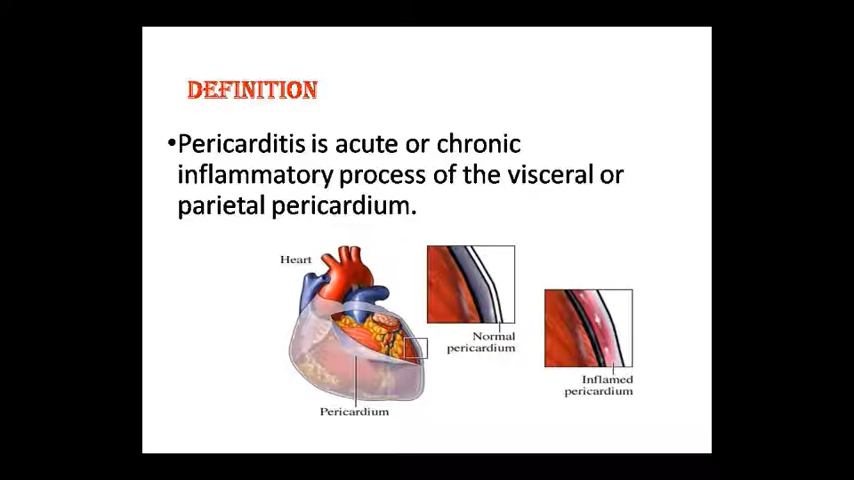 DEFINITION
•Pericarditis is acute or chronic
inflammatory process of the visceral or
parietal pericardium.
Heart
Normal
pericardium
Inflamed
pericardium
Pericardium